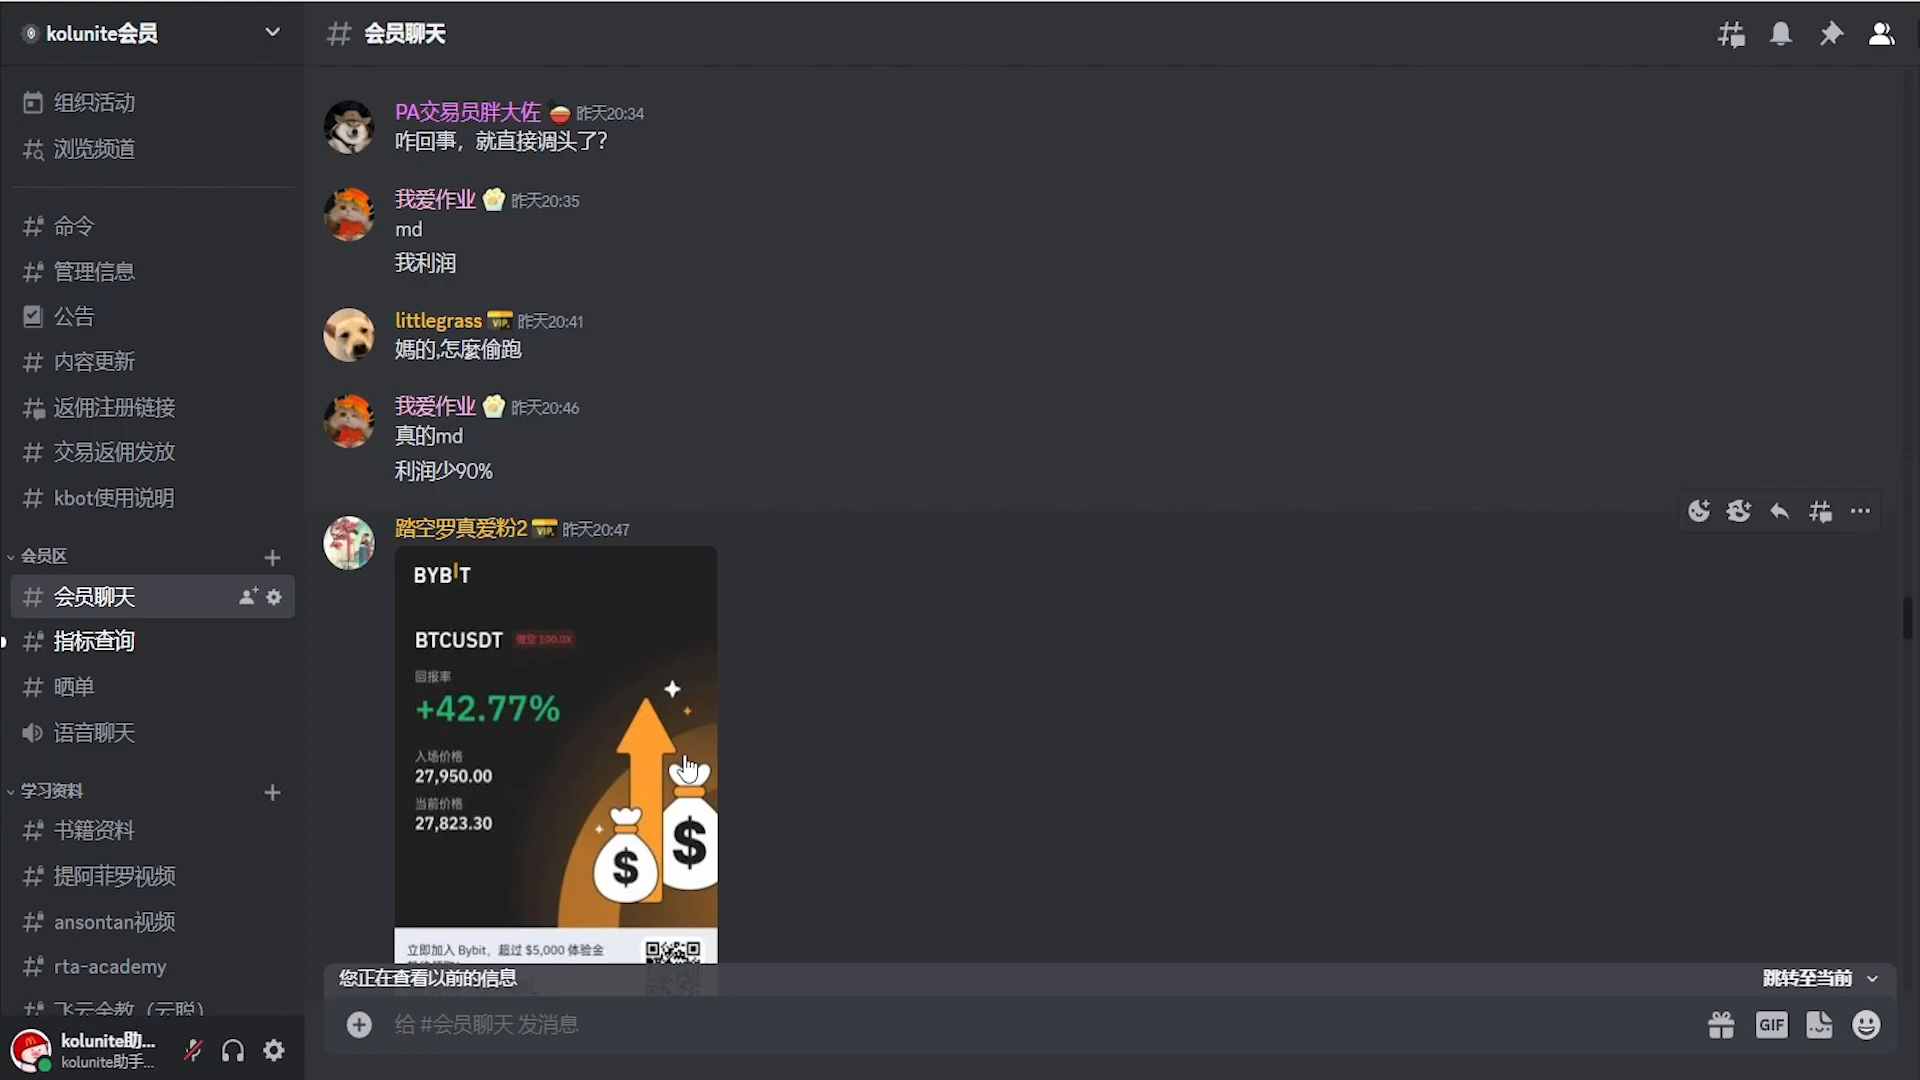 kolunite会员
组织活动
浏览频道
命令
管理信息
公告
内容更新
返佣注册链接
交易返佣发放
kbot使用说明
会员区
会员聊天
指标查询
晒单
语音聊天
学习资料
书籍资料
提阿菲罗视频
ansontan视频
rta-academy
飞云全教（云聪）
kolunite助...
kolunite助手...
会员聊天
PA交易员胖大佐 昨天20:34
咋回事，就直接调头了？
我爱作业 昨天20:35
md
我利润
littlegrass VIP 昨天20:41
媽的,怎麼偷跑
我爱作业 昨天20:46
真的md
利润少90%
踏空罗真爱粉2 VIP 昨天20:47
BYBIT
BTCUSDT 做空 100.0X
回报率
+42.77%
入场价格
27,950.00
当前价格
27,823.30
立即加入 Bybit，超过 $5,000 体验金
您正在查看以前的信息
跳转至当前
给 #会员聊天 发消息
GIF